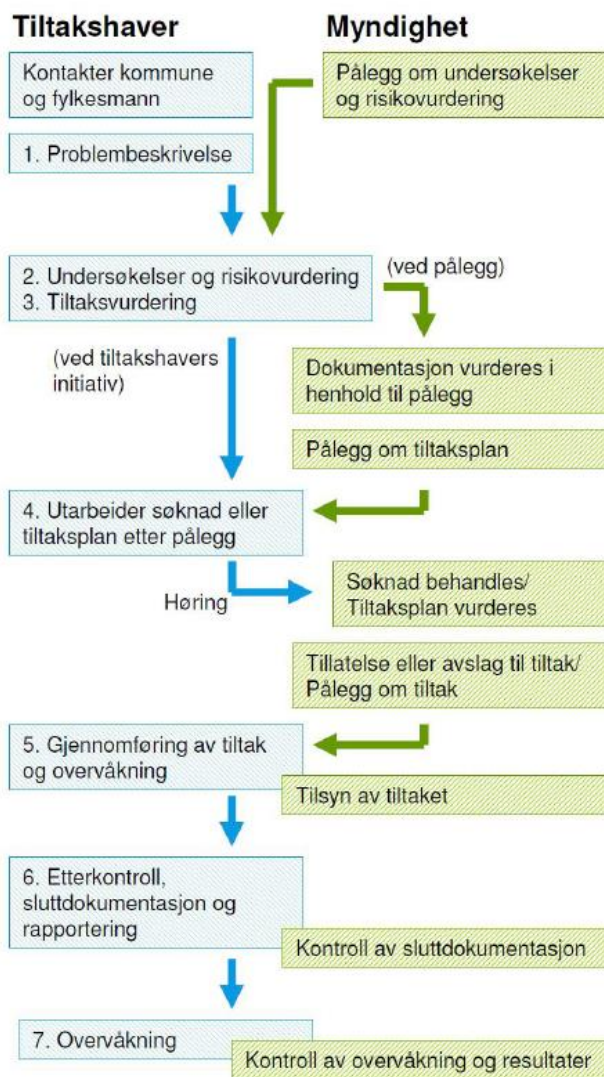 Tiltakshaver
Myndighet
Kontakter kommune
og fylkesmann
Pålegg om undersøkelser
og risikovurdering
1. Problembeskrivelse
2. Undersøkelser og risikovurdering
3. Tiltaksvurdering
(ved pålegg)
(ved tiltakshavers
initiativ)
Dokumentasjon vurderes i
henhold til pålegg
Pålegg om tiltaksplan
4. Utarbeider søknad eller
tiltaksplan etter pålegg
Høring
Søknad behandles/
Tiltaksplan vurderes
Tillatelse eller avslag til tiltak/
Pålegg om tiltak
5. Gjennomføring av tiltak
og overvåkning
Tilsyn av tiltaket
6. Etterkontroll,
sluttdokumentasjon og
rapportering
Kontroll av sluttdokumentasjon
7. Overvåkning
Kontroll av overvåkning og resultater